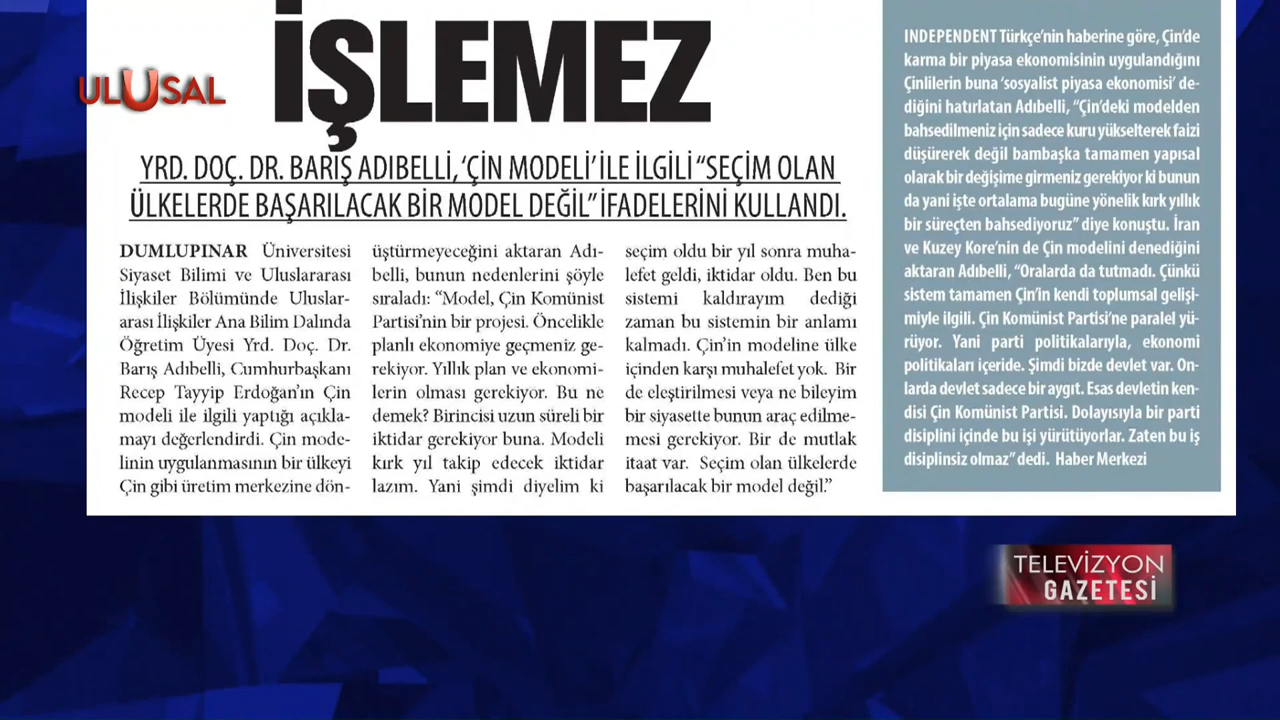 İŞLEMEZ
ULUSAL
YRD. DOÇ. DR. BARIŞ ADIBELLİ, ‘ÇİN MODELİ’ İLE İLGİLİ “SEÇİM OLAN
ÜLKELERDE BAŞARILACAK BİR MODEL DEĞİL” İFADELERİNİ KULLANDI.
DUMLUPINAR Üniversitesi
Siyaset Bilimi ve Uluslararası
İlişkiler Bölümünde Uluslar-
arası İlişkiler Ana Bilim Dalında
Öğretim Üyesi Yrd. Doç. Dr.
Barış Adıbelli, Cumhurbaşkanı
Recep Tayyip Erdoğan’ın Çin
modeli ile ilgili yaptığı açıkla-
mayı değerlendirdi. Çin mode-
linin uygulanmasının bir ülkeyi
Çin gibi üretim merkezine dön-
üştürmeyeceğini aktaran Adı-
belli, bunun nedenlerini şöyle
sıraladı: “Model, Çin Komünist
Partisi’nin bir projesi. Öncelikle
planlı ekonomiye geçmeniz ge-
rekiyor. Yıllık plan ve ekonomi-
lerin olması gerekiyor. Bu ne
demek? Birincisi uzun süreli bir
iktidar gerekiyor buna. Modeli
kırk yıl takip edecek iktidar
lazım. Yani şimdi diyelim ki
seçim oldu bir yıl sonra muha-
lefet geldi, iktidar oldu. Ben bu
sistemi kaldırayım dediği
zaman bu sistemin bir anlamı
kalmadı. Çin’in modeline ülke
içinden karşı muhalefet yok. Bir
de eleştirilmesi veya ne bileyim
bir siyasette bunun araç edilme-
mesi gerekiyor. Bir de mutlak
itaat var. Seçim olan ülkelerde
başarılacak bir model değil.”
INDEPENDENT Türkçe’nin haberine göre, Çin’de
karma bir piyasa ekonomisinin uygulandığını
Çinlilerin buna ‘sosyalist piyasa ekonomisi’ de-
diğini hatırlatan Adıbelli, “Çin’deki modelden
bahsedilmeniz için sadece kuru yükselterek faizi
düşürerek değil bambaşka tamamen yapısal
olarak bir değişime girmeniz gerekiyor ki bunun
da yani işte ortalama bugüne yönelik kırk yıllık
bir süreçten bahsediyoruz” diye konuştu. İran
ve Kuzey Kore’nin de Çin modelini denediğini
aktaran Adıbelli, “Oralarda da tutmadı. Çünkü
sistem tamamen Çin’in kendi toplumsal gelişi-
miyle ilgili. Çin Komünist Partisi’ne paralel yü-
rüyor. Yani parti politikalarıyla, ekonomi
politikaları içeride. Şimdi bizde devlet var. On-
larda devlet sadece bir aygıt. Esas devletin ken-
disi Çin Komünist Partisi. Dolayısıyla bir parti
disiplini içinde bu işi yürütüyorlar. Zaten bu iş
disiplinsiz olmaz” dedi. Haber Merkezi
TELEVİZYON
GAZETESİ